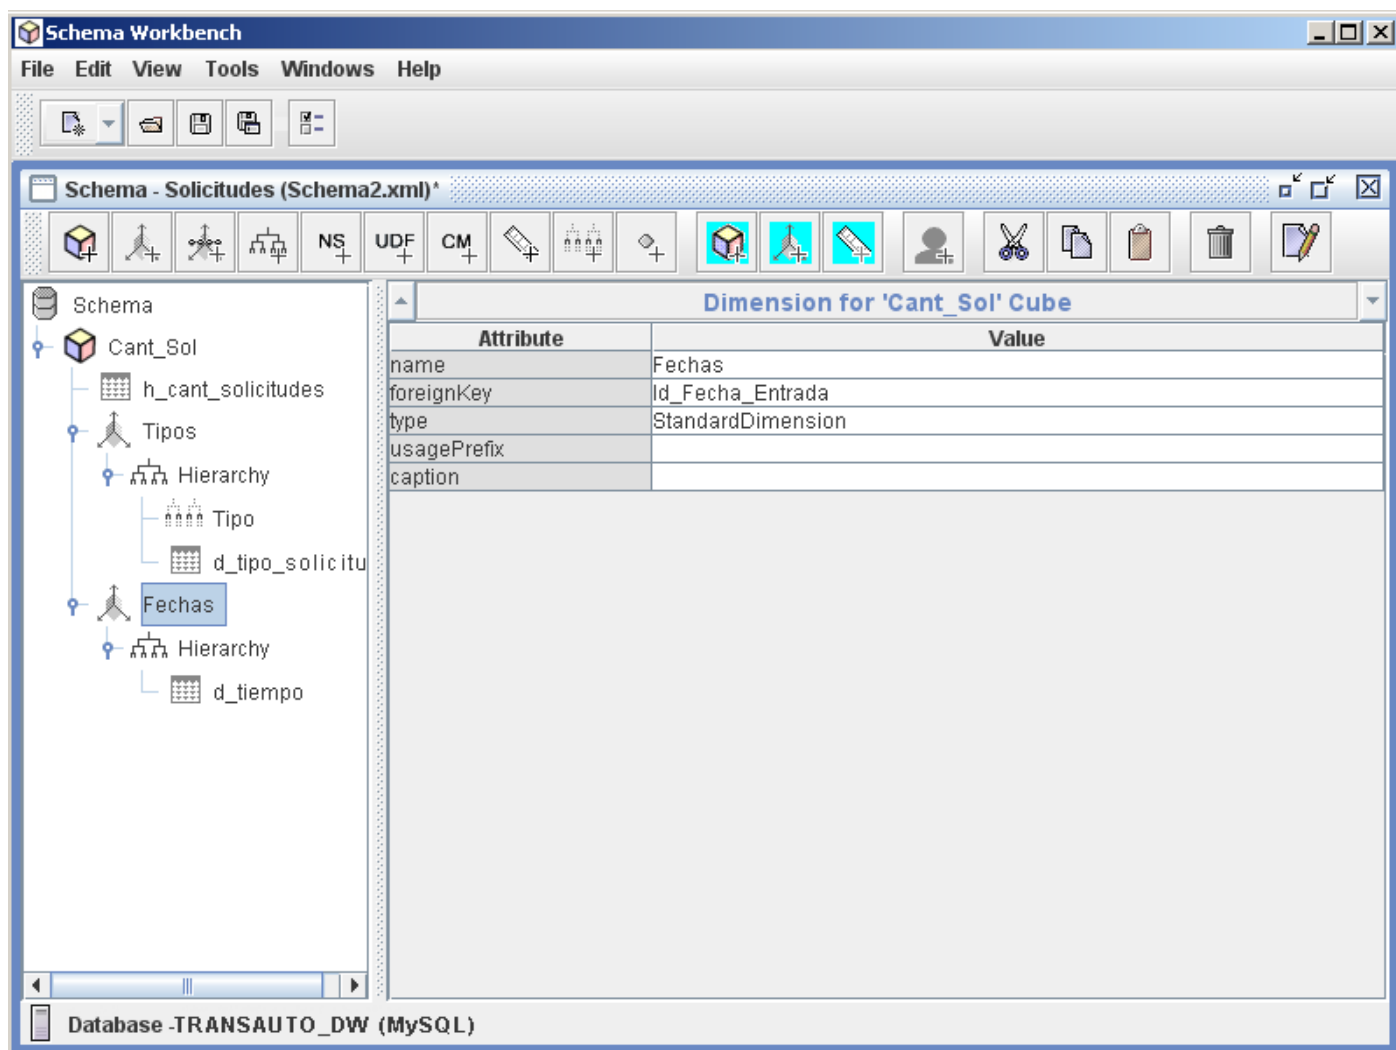 Schema Workbench
File Edit View Tools Windows Help
Schema - Solicitudes (Schema2.xml)*
NS UDF CM
Schema
Cant_Sol
h_cant_solicitudes
Tipos
Hierarchy
Tipo
d_tipo_solicitu
Fechas
Hierarchy
d_tiempo
Dimension for 'Cant_Sol' Cube
Attribute Value
name Fechas
foreignKey Id_Fecha_Entrada
type StandardDimension
usagePrefix
caption
Database -TRANSAUTO_DW (MySQL)